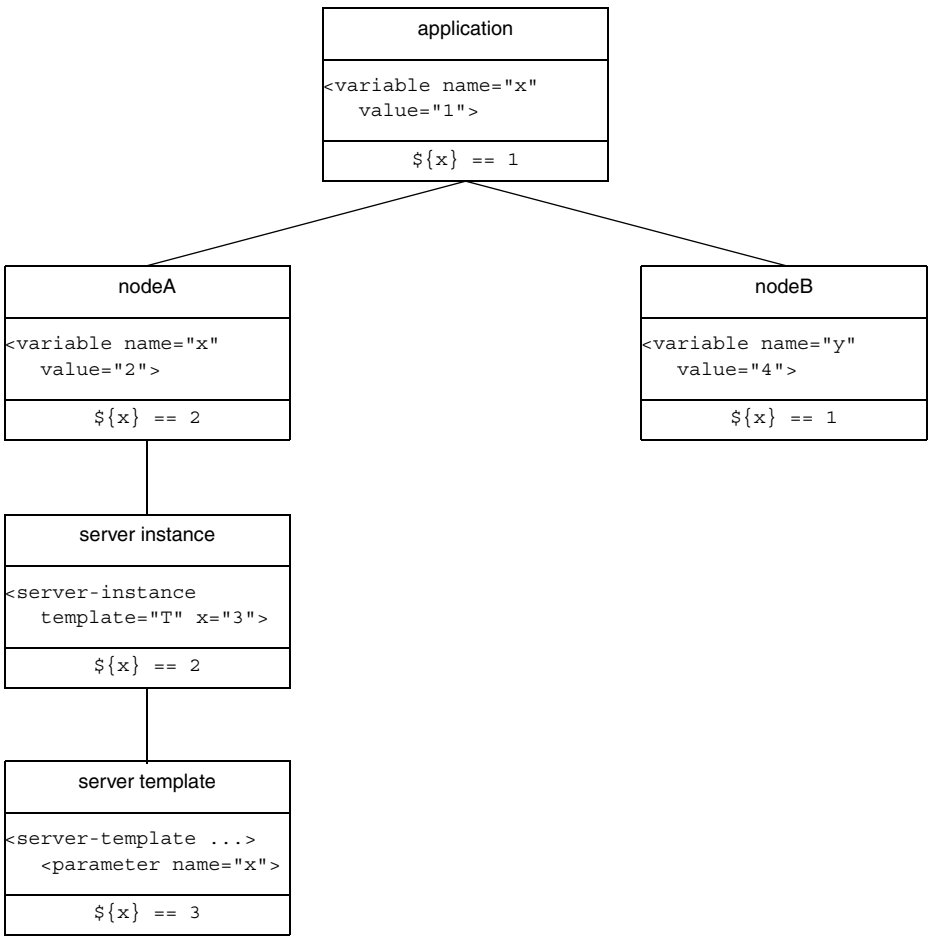 application
<variable name="x"
value="1">
${x} == 1
nodeA
<variable name="x"
value="2">
${x} == 2
nodeB
<variable name="y"
value="4">
${x} == 1
server instance
<server-instance
template="T" x="3">
${x} == 2
server template
<server-template ...>
<parameter name="x">
${x} == 3